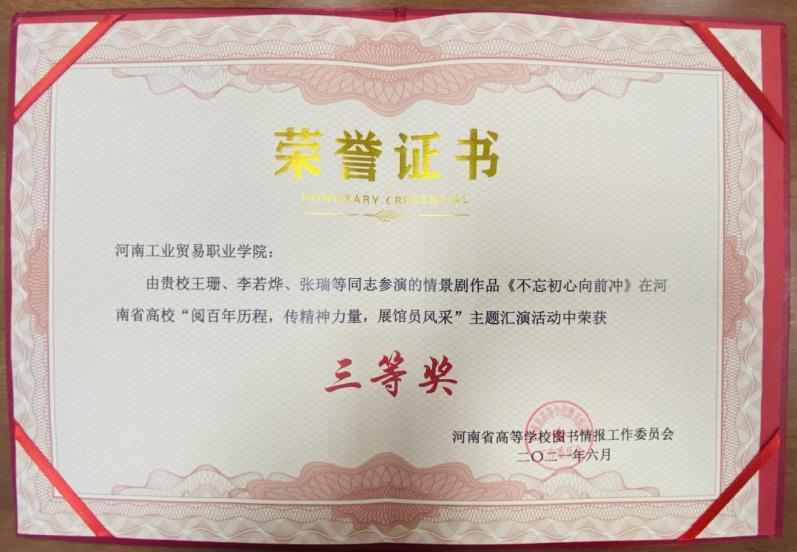 荣誉证书
HONORARY CREDENTIAL
河南工业贸易职业学院：
由贵校王珊、李若烨、张瑞等同志参演的情景剧作品《不忘初心向前冲》在河
南省高校“阅百年历程，传精神力量，展馆员风采”主题汇演活动中荣获
三等奖
河南省高等学校图书情报工作委员会
二〇二一年六月